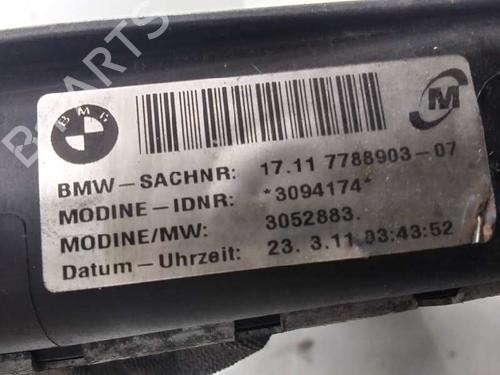 BMW
M
BMW-SACHNR: 17.11 7788903-07
MODINE-IDNR: *3094174*
MODINE/MW: 3052883.
Datum-Uhrzeit: 23. 3.11 03:43:52